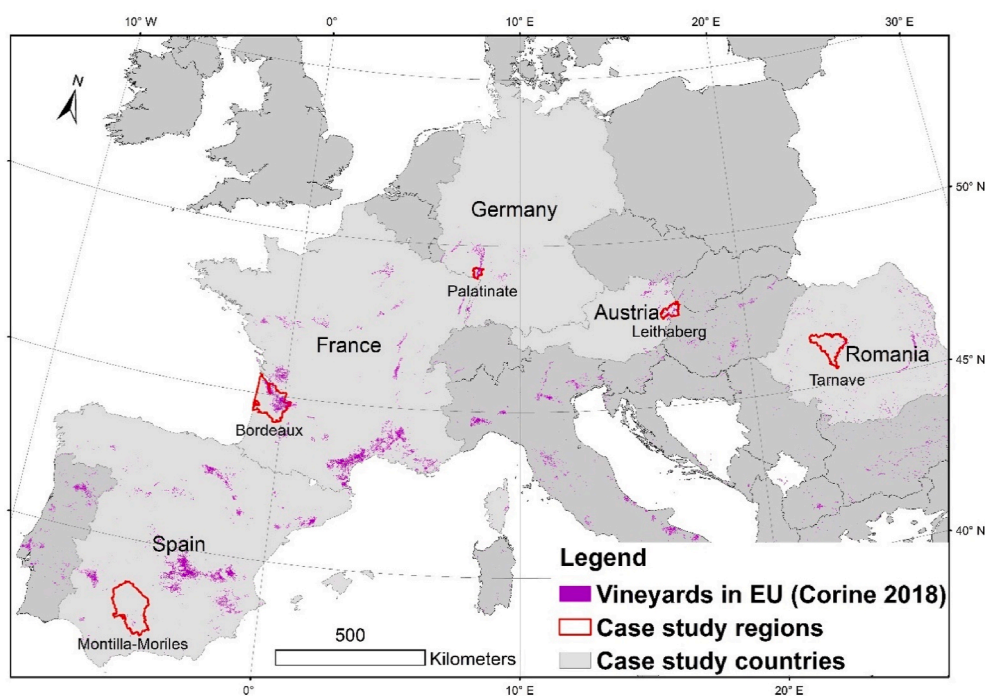 10° W 0° 10° E 20° E 30° E
N
50° N
Germany
Palatinate
Austria
Leithaberg
France
Romania
45° N
Tarnave
Bordeaux
40° N
Spain
Montilla-Moriles
Legend
Vineyards in EU (Corine 2018)
Case study regions
Case study countries
500
Kilometers
0° 10° E 20° E